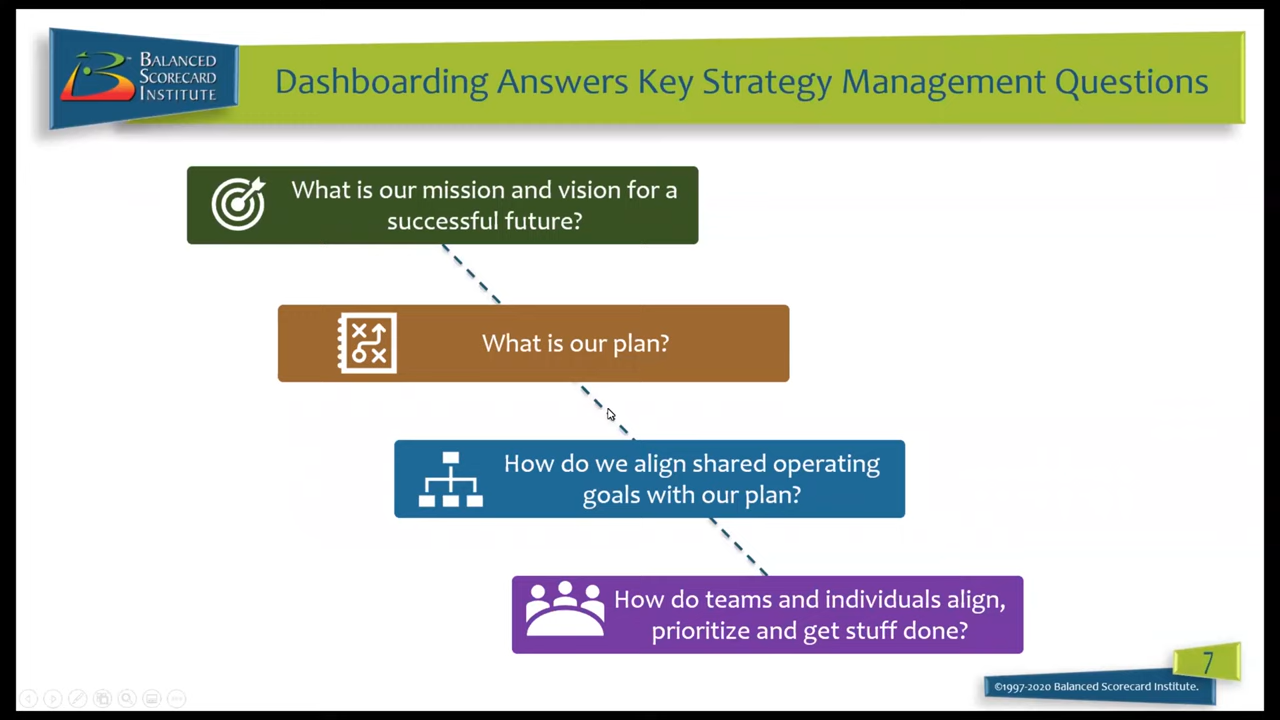 BALANCED
SCORECARD
INSTITUTE
Dashboarding Answers Key Strategy Management Questions
What is our mission and vision for a
successful future?
What is our plan?
How do we align shared operating
goals with our plan?
How do teams and individuals align,
prioritize and get stuff done?
7
©1997-2020 Balanced Scorecard Institute.